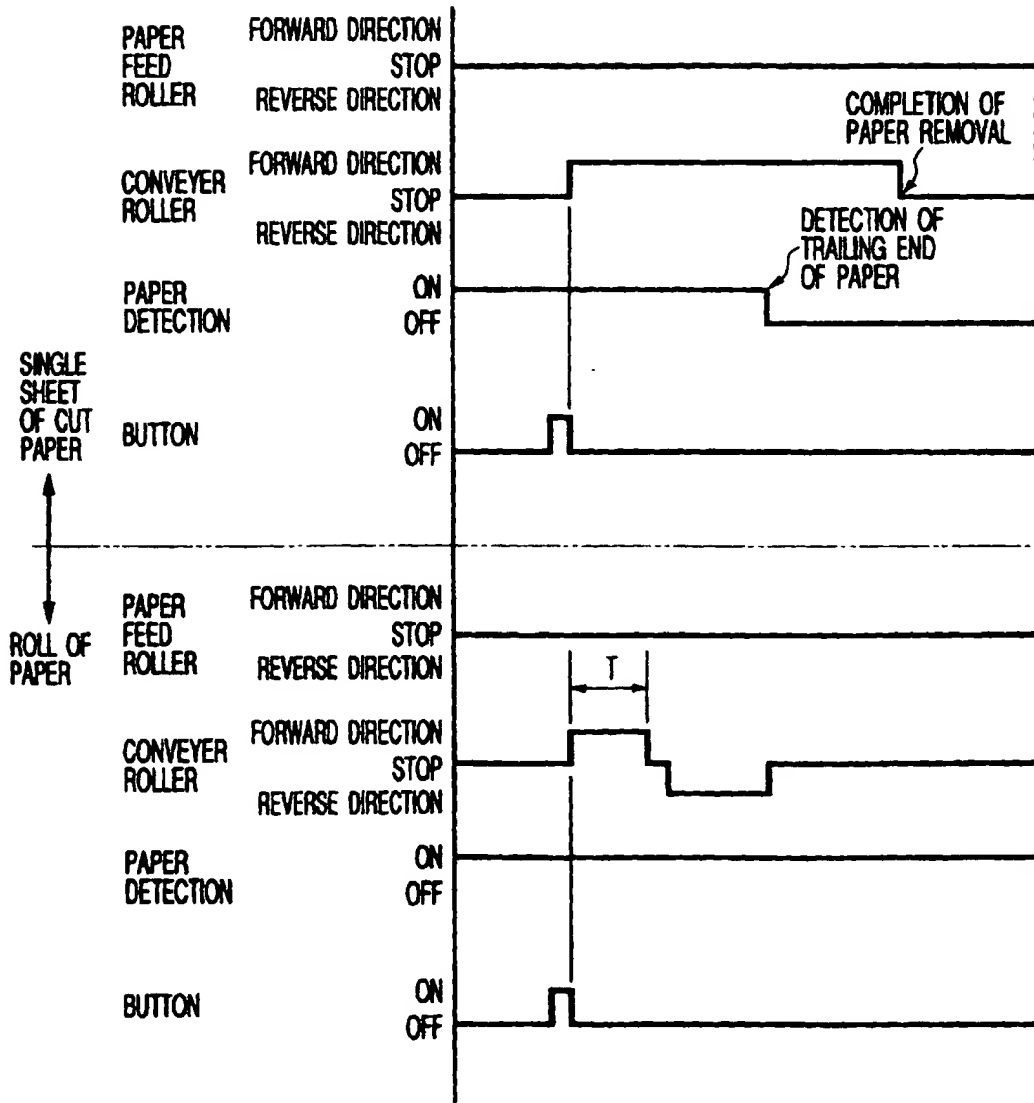 PAPER
FEED
ROLLER
FORWARD DIRECTION
STOP
REVERSE DIRECTION
COMPLETION OF
PAPER REMOVAL
CONVEYER
ROLLER
FORWARD DIRECTION
STOP
REVERSE DIRECTION
DETECTION OF
TRAILING END
OF PAPER
PAPER
DETECTION
ON
OFF
SINGLE
SHEET
OF CUT
PAPER
BUTTON
ON
OFF
ROLL OF
PAPER
PAPER
FEED
ROLLER
FORWARD DIRECTION
STOP
REVERSE DIRECTION
T
CONVEYER
ROLLER
FORWARD DIRECTION
STOP
REVERSE DIRECTION
PAPER
DETECTION
ON
OFF
BUTTON
ON
OFF